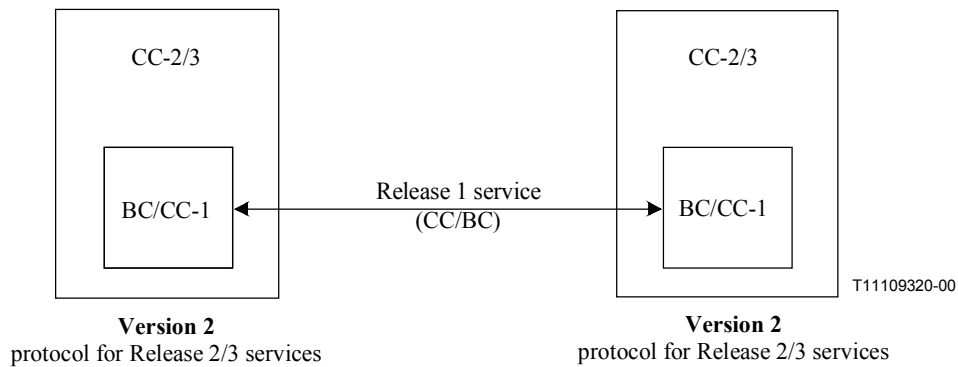 CC-2/3
CC-2/3
BC/CC-1
Release 1 service
(CC/BC)
BC/CC-1
T11109320-00
Version 2
protocol for Release 2/3 services
Version 2
protocol for Release 2/3 services